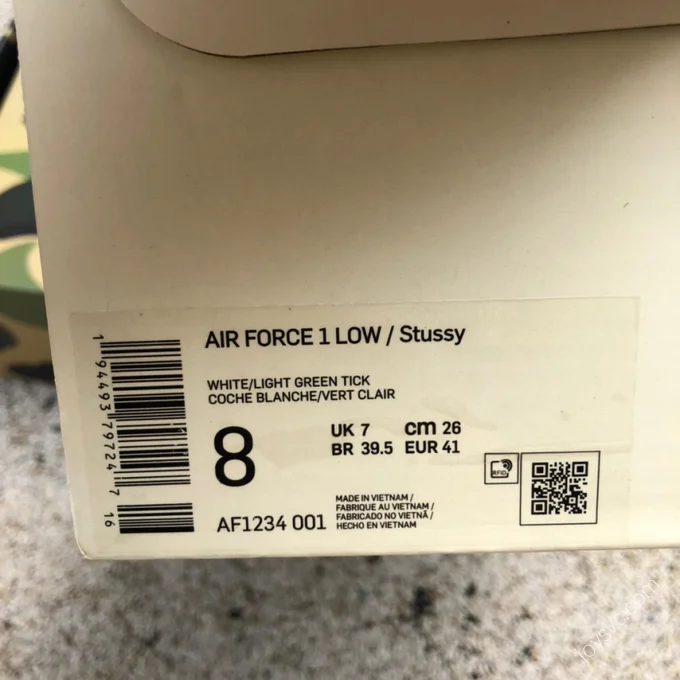 AIR FORCE 1 LOW / Stussy
WHITE/LIGHT GREEN TICK
COCHE BLANCHE/VERT CLAIR
8
UK 7 cm 26
BR 39.5 EUR 41
RFID
AF1234 001
MADE IN VIETNAM /
FABRIQUE AU VIETNAM /
FABRICADO NO VIETNÃ /
HECHO EN VIETNAM
1 94493 79724 7
16